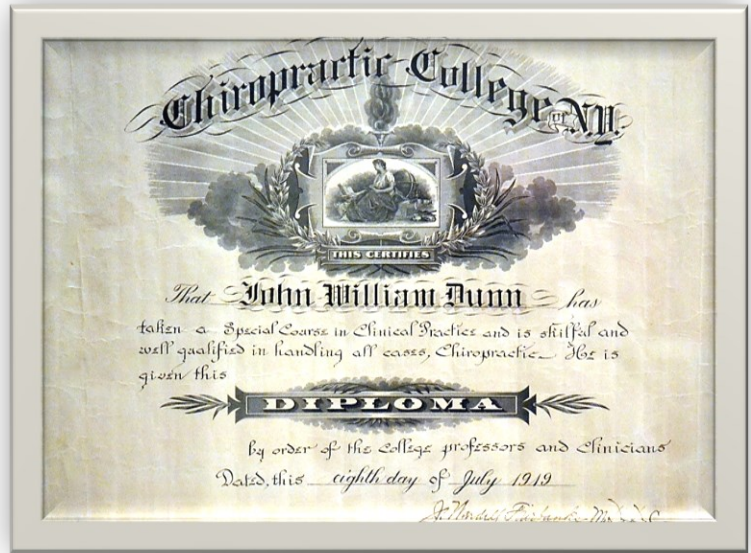 Chiropractic College of N.Y.
THIS CERTIFIES
That John William Dunn has
taken a Special Course in Clinical Practice and is skilful and
well qualified in handling all cases, Chiropractic_ He is
given this
DIPLOMA
by order of the College professors and Clinicians
Dated, this eighth day of July 1919